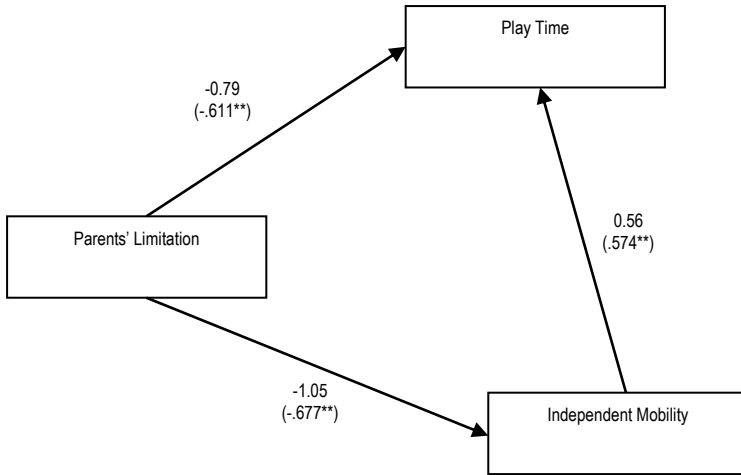 Play Time
-0.79
(-.611**)
Parents’ Limitation
0.56
(.574**)
-1.05
(-.677**)
Independent Mobility